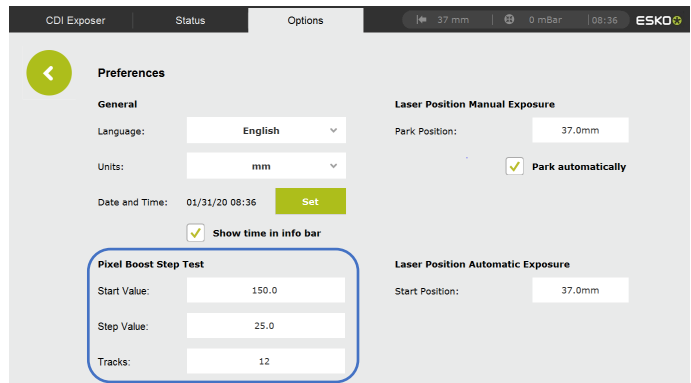 CDI Exposer Status Options 37 mm 0 mBar 08:36 ESKO
Preferences
General
Language: English
Units: mm
Date and Time: 01/31/20 08:36 Set
Show time in info bar
Laser Position Manual Exposure
Park Position: 37.0mm
Park automatically
Pixel Boost Step Test
Start Value: 150.0
Step Value: 25.0
Tracks: 12
Laser Position Automatic Exposure
Start Position: 37.0mm